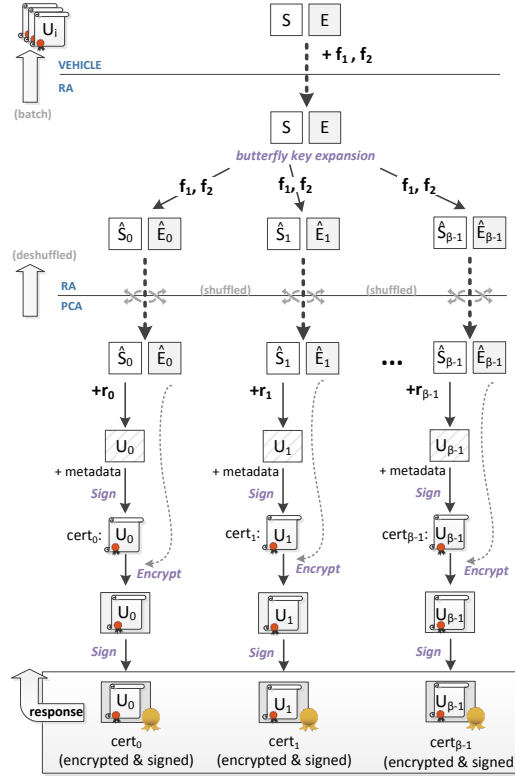 U_i
S E
+ f₁, f₂
VEHICLE
RA
(batch)
S E
butterfly key expansion
f₁, f₂ f₁, f₂ f₁, f₂
Ŝ₀ Ê₀ Ŝ₁ Ê₁ Ŝβ-1 Êβ-1
(deshuffled)
RA (shuffled) (shuffled)
PCA
Ŝ₀ Ê₀ Ŝ₁ Ê₁ ... Ŝβ-1 Êβ-1
+r₀ +r₁ +rβ-1
U₀ U₁ Uβ-1
+ metadata + metadata + metadata
Sign Sign Sign
cert₀: U₀ cert₁: U₁ certβ-1: Uβ-1
Encrypt Encrypt Encrypt
U₀ U₁ Uβ-1
Sign Sign Sign
response U₀ U₁ Uβ-1
cert₀ cert₁ certβ-1
(encrypted & signed) (encrypted & signed) (encrypted & signed)